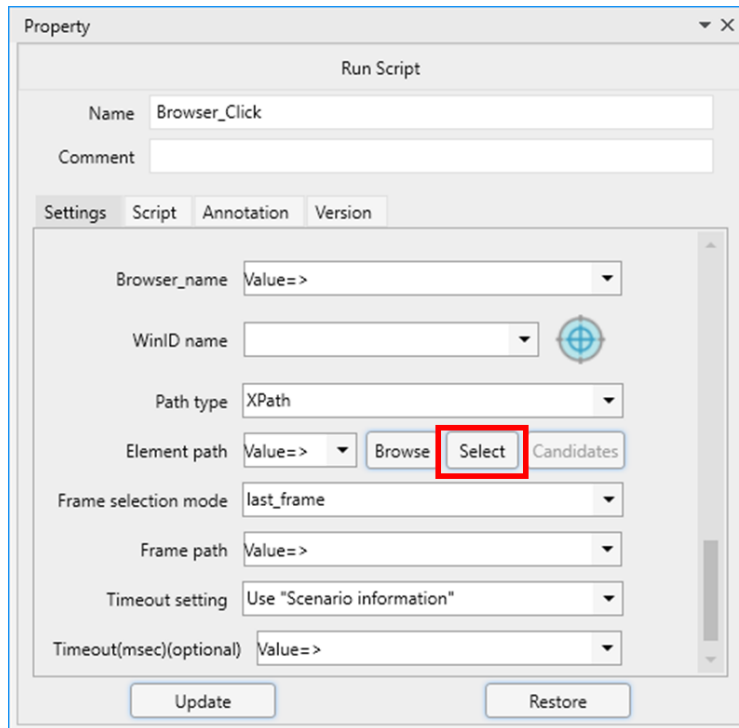 Property
Run Script
Name Browser_Click
Comment
Settings Script Annotation Version
Browser_name Value=>
WinID name
Path type XPath
Element path Value=> Browse Select Candidates
Frame selection mode last_frame
Frame path Value=>
Timeout setting Use "Scenario information"
Timeout(msec)(optional) Value=>
Update Restore